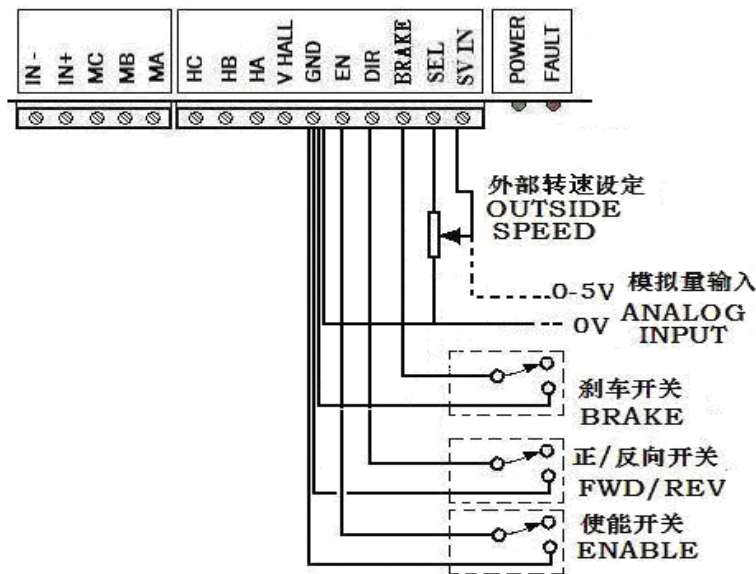 IN -
IN+
MC
MB
MA
HC
HB
HA
V HALL
GND
EN
DIR
BRAKE
SEL
SV IN
POWER
FAULT
外部转速设定
OUTSIDE
SPEED
0-5V
模拟量输入
0V
ANALOG
INPUT
刹车开关
BRAKE
正/反向开关
FWD/REV
使能开关
ENABLE